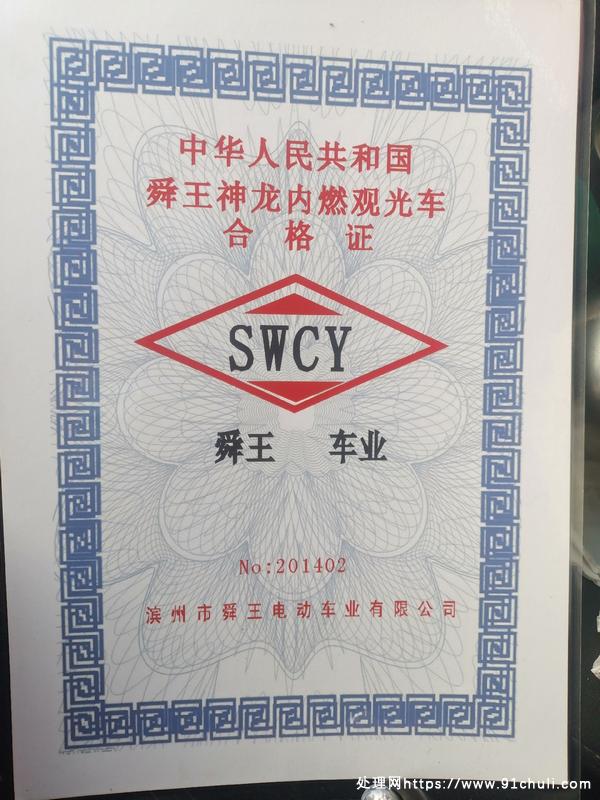 中华人民共和国
舜王神龙内燃观光车
合格证
SWCY
舜王 车业
No:201402
滨州市舜王电动车业有限公司
处理网https://www.91chuli.com